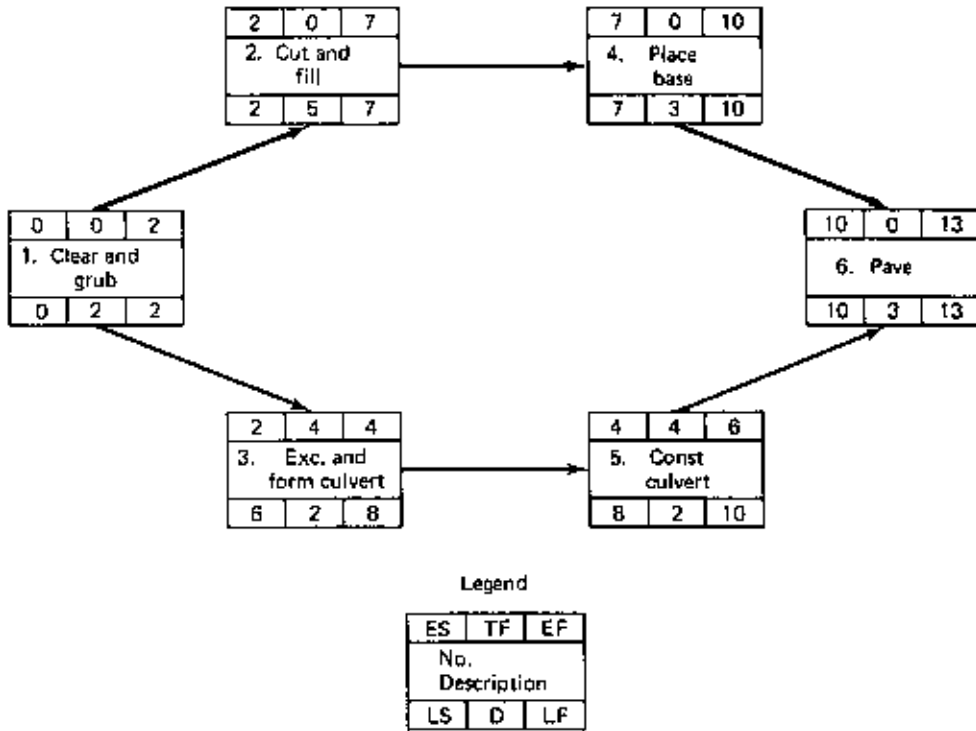 2 0 7
2. Cut and
fill
2 5 7
7 0 10
4. Place
base
7 3 10
0 0 2
1. Clear and
grub
0 2 2
10 0 13
6. Pave
10 3 13
2 4 4
3. Exc. and
form culvert
6 2 8
4 4 6
5. Const
culvert
8 2 10
Legend
ES TF EF
No.
Description
LS D LF